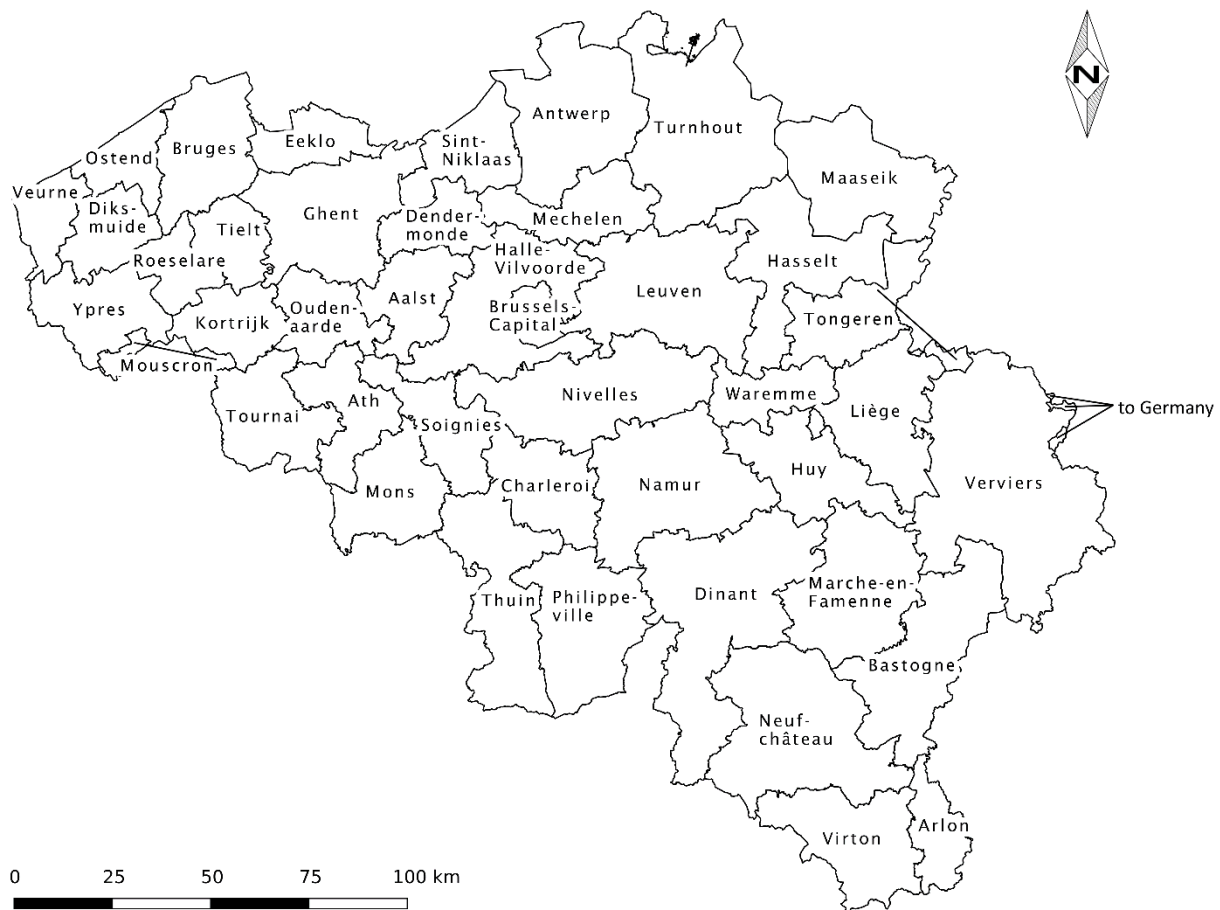 N
Antwerp
Turnhout
Eeklo
Bruges
Ostend
Sint-
Niklaas
Maaseik
Veurne
Diks-
muide
Ghent
Tielt
Dender-
monde
Mechelen
Roeselare
Halle-
Vilvoorde
Hasselt
Leuven
Ypres
Kortrijk
Ouden-
aarde
Aalst
Brussels-
Capital
Tongeren
Mouscron
Nivelles
Waremme
Tournai
Ath
Soignies
Liège
to Germany
Mons
Charleroi
Namur
Huy
Verviers
Thuin
Philippe-
ville
Dinant
Marche-en-
Famenne
Bastogne
Neuf-
château
Virton
Arlon
0 25 50 75 100 km